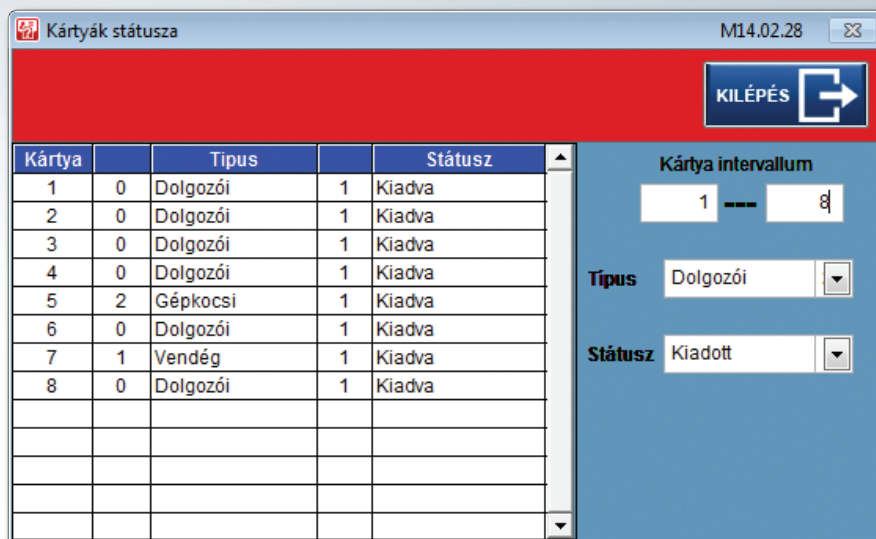 Kártyák státusza M14.02.28
KILÉPÉS
Kártya Tipus Státusz
1 0 Dolgozói 1 Kiadva
2 0 Dolgozói 1 Kiadva
3 0 Dolgozói 1 Kiadva
4 0 Dolgozói 1 Kiadva
5 2 Gépkocsi 1 Kiadva
6 0 Dolgozói 1 Kiadva
7 1 Vendég 1 Kiadva
8 0 Dolgozói 1 Kiadva
Kártya intervallum
1 --- 8
Típus Dolgozói
Státusz Kiadott